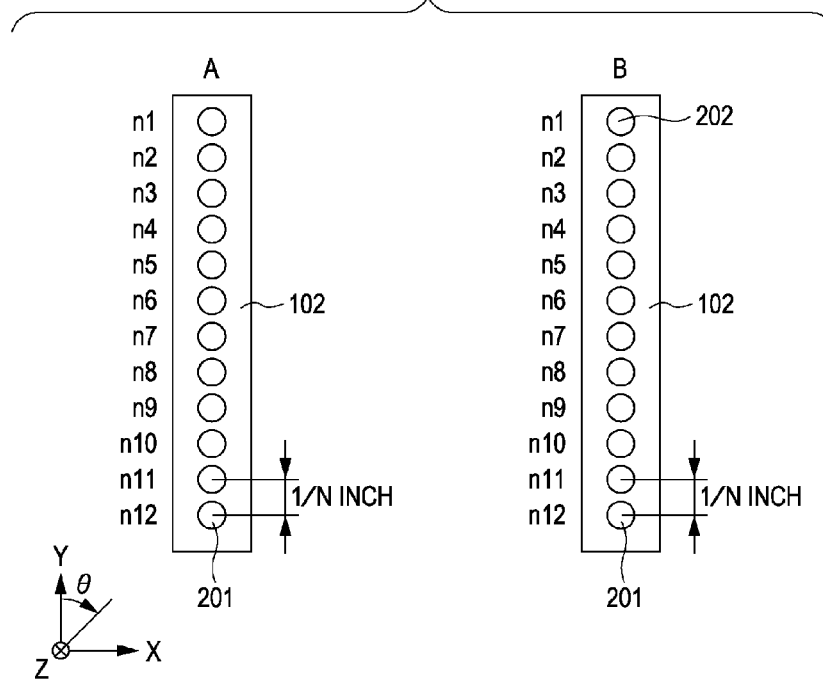 A B
n1 n1 202
n2 n2
n3 n3
n4 n4
n5 n5
n6 102 n6 102
n7 n7
n8 n8
n9 n9
n10 n10
n11 n11
1/N INCH 1/N INCH
n12 n12
201 201
Y
θ
Z X